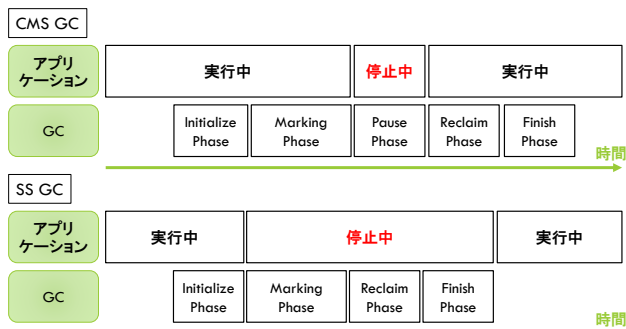 CMS GC
アプリ
ケーション
実行中
停止中
実行中
GC
Initialize
Phase
Marking
Phase
Pause
Phase
Reclaim
Phase
Finish
Phase
時間
SS GC
アプリ
ケーション
実行中
停止中
実行中
GC
Initialize
Phase
Marking
Phase
Reclaim
Phase
Finish
Phase
時間